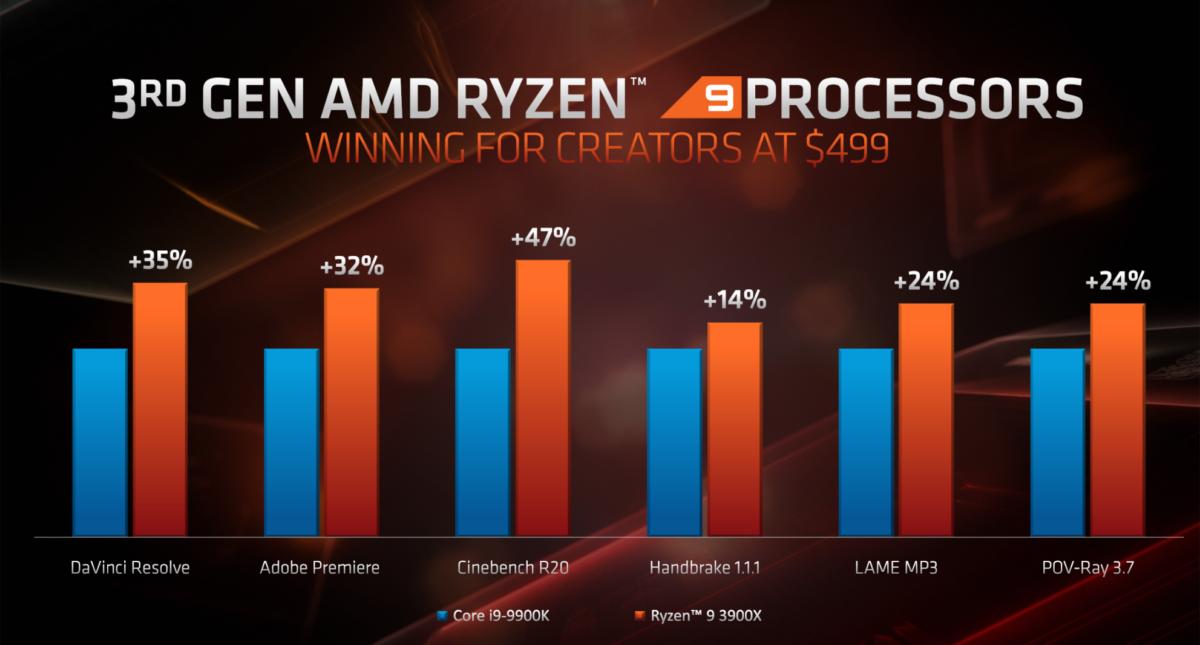 3RD GEN AMD RYZEN™ 9 PROCESSORS
WINNING FOR CREATORS AT $499
+35%
+32%
+47%
+14%
+24%
+24%
DaVinci Resolve
Adobe Premiere
Cinebench R20
Handbrake 1.1.1
LAME MP3
POV-Ray 3.7
Core i9-9900K
Ryzen™ 9 3900X